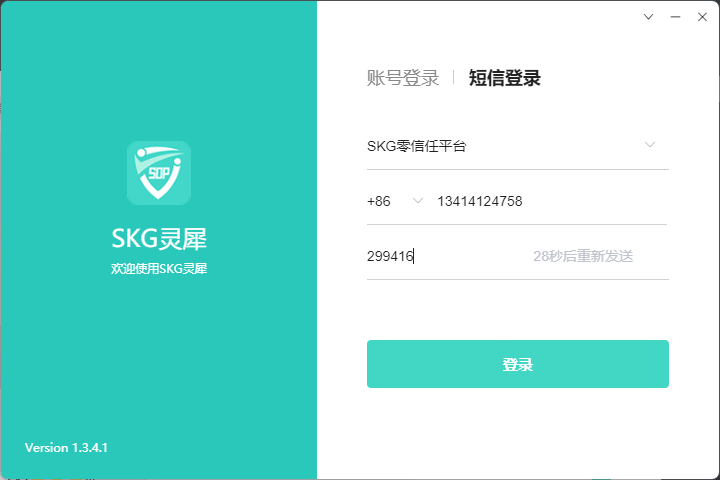 账号登录 短信登录
SKG零信任平台
+86 13414124758
299416 28秒后重新发送
登录
SDP
SKG灵犀
欢迎使用SKG灵犀
Version 1.3.4.1